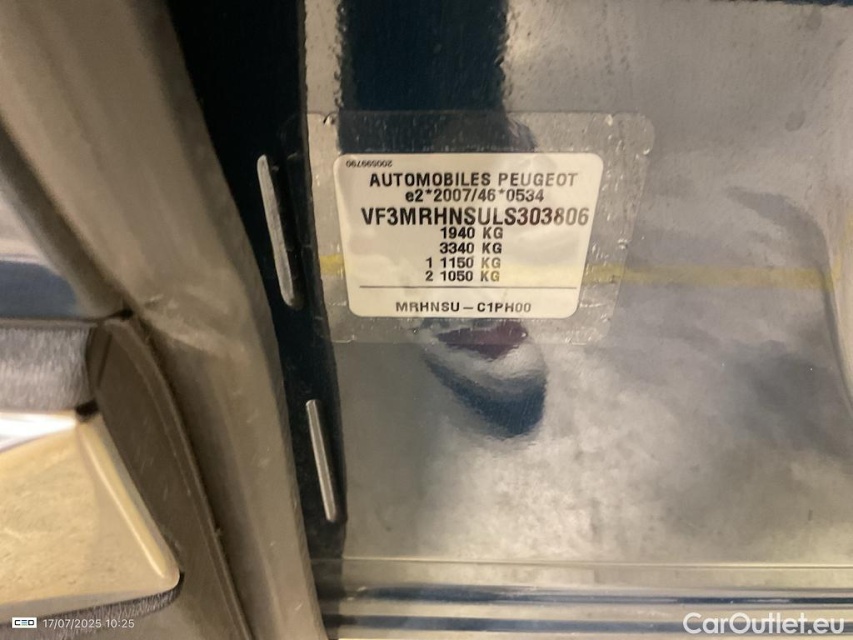 200599790
AUTOMOBILES PEUGEOT
e2*2007/46*0534
VF3MRHNSULS303806
1940 KG
3340 KG
1 1150 KG
2 1050 KG
MRHNSU-C1PH00
17/07/2025 10:25
CarOutlet.eu